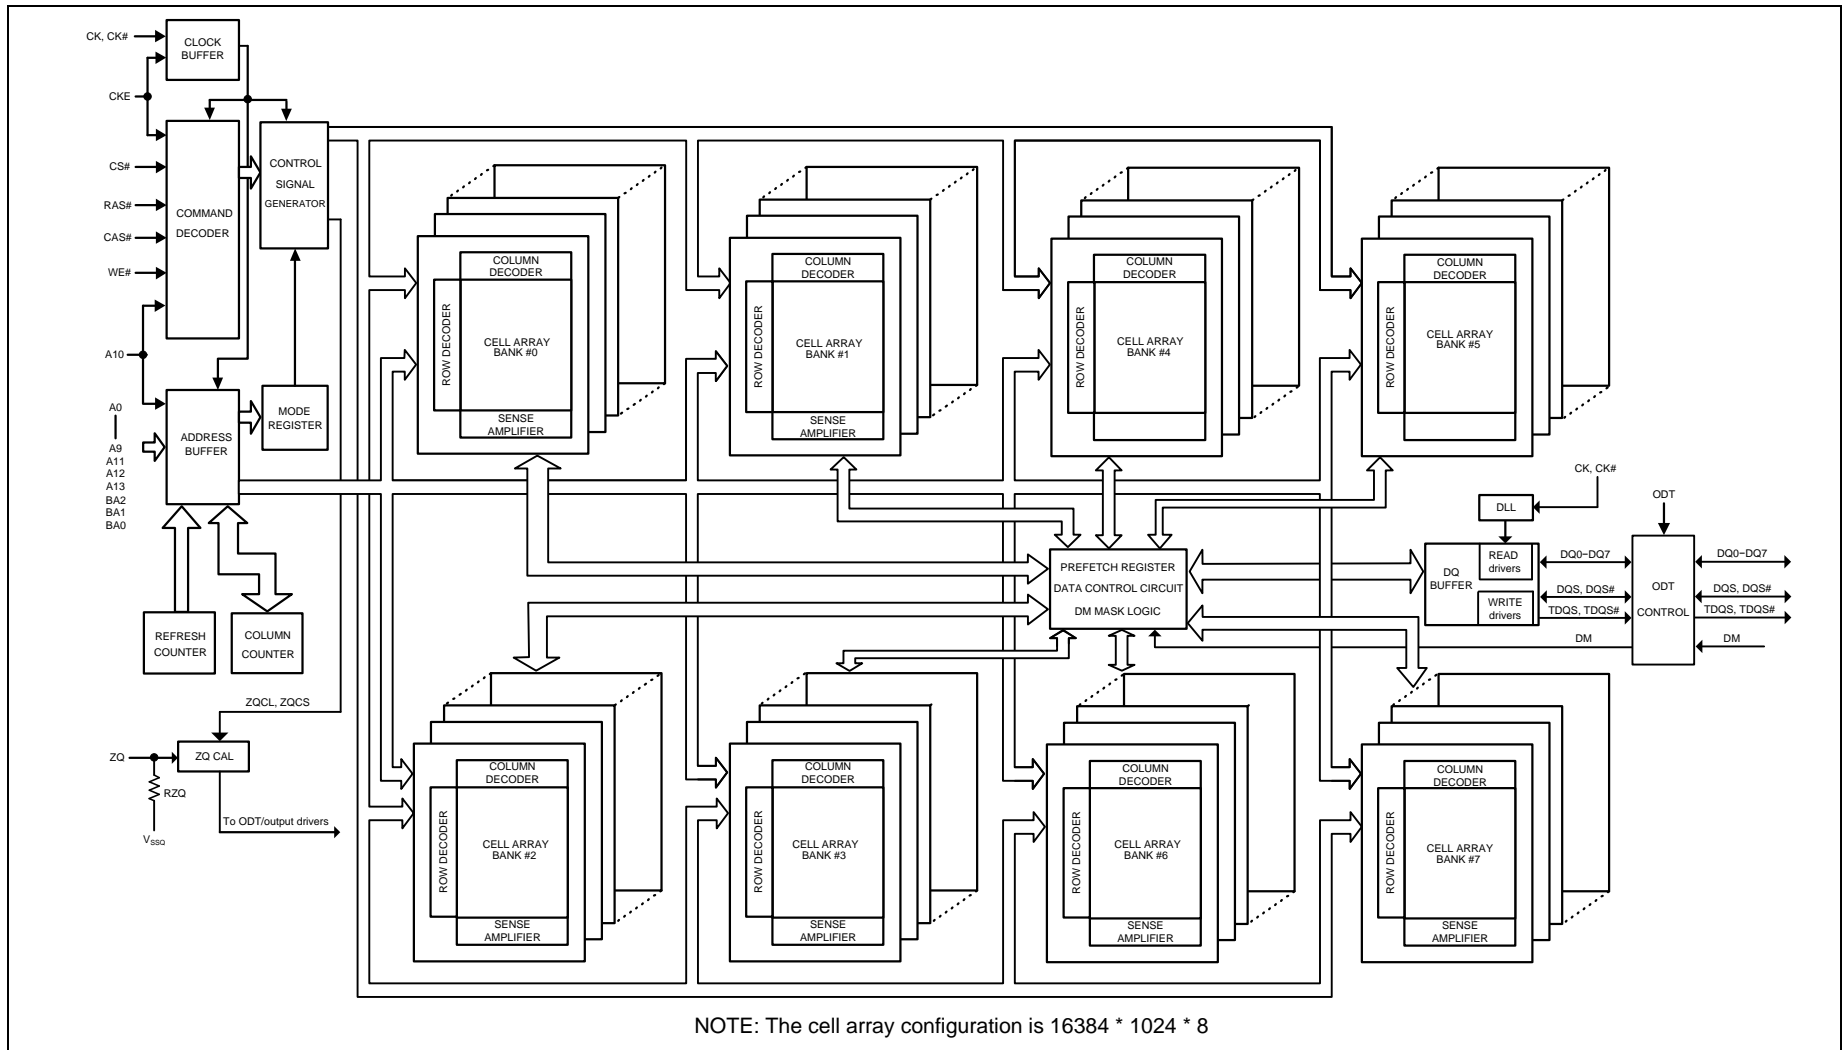 CK, CK#
CLOCK
BUFFER
CKE
CS#
RAS#
CAS#
WE#
A10
COMMAND
DECODER
CONTROL
SIGNAL
GENERATOR
A0
A9
A11
A12
A13
BA2
BA1
BA0
ADDRESS
BUFFER
MODE
REGISTER
REFRESH
COUNTER
COLUMN
COUNTER
ZQCL, ZQCS
ZQ
ZQ CAL
RZQ
VSSQ
To ODT/output drivers
COLUMN
DECODER
ROW DECODER
CELL ARRAY
BANK #0
SENSE
AMPLIFIER
COLUMN
DECODER
ROW DECODER
CELL ARRAY
BANK #1
SENSE
AMPLIFIER
COLUMN
DECODER
ROW DECODER
CELL ARRAY
BANK #4
COLUMN
DECODER
ROW DECODER
CELL ARRAY
BANK #5
PREFETCH REGISTER
DATA CONTROL CIRCUIT
DM MASK LOGIC
CK, CK#
DLL
ODT
DQ
BUFFER
READ
drivers
WRITE
drivers
DQ0−DQ7
DQS, DQS#
TDQS, TDQS#
DM
ODT
CONTROL
DQ0−DQ7
DQS, DQS#
TDQS, TDQS#
DM
COLUMN
DECODER
ROW DECODER
CELL ARRAY
BANK #2
SENSE
AMPLIFIER
COLUMN
DECODER
ROW DECODER
CELL ARRAY
BANK #3
SENSE
AMPLIFIER
COLUMN
DECODER
ROW DECODER
CELL ARRAY
BANK #6
SENSE
AMPLIFIER
COLUMN
DECODER
ROW DECODER
CELL ARRAY
BANK #7
SENSE
AMPLIFIER
NOTE: The cell array configuration is 16384 * 1024 * 8